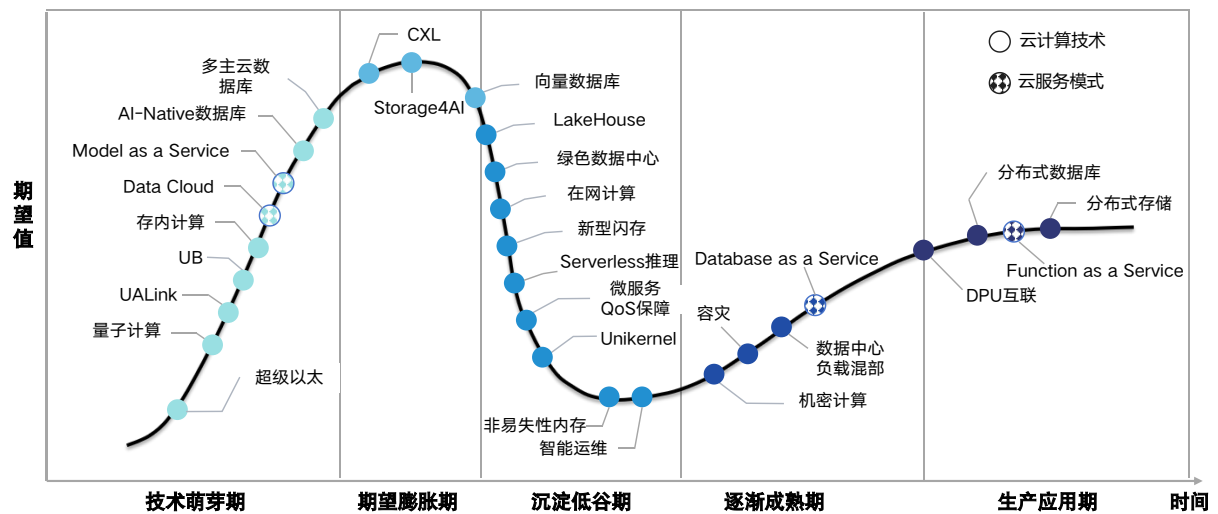 云计算技术
云服务模式
期
望
值
CXL
多主云数
据库
Storage4AI
AI-Native数据库
Model as a Service
Data Cloud
存内计算
UB
UALink
量子计算
超级以太
向量数据库
LakeHouse
绿色数据中心
在网计算
新型闪存
Serverless推理
微服务
QoS保障
Unikernel
非易失性内存
智能运维
Database as a Service
容灾
数据中心
负载混部
机密计算
分布式数据库
分布式存储
Function as a Service
DPU互联
技术萌芽期
期望膨胀期
沉淀低谷期
逐渐成熟期
生产应用期
时间